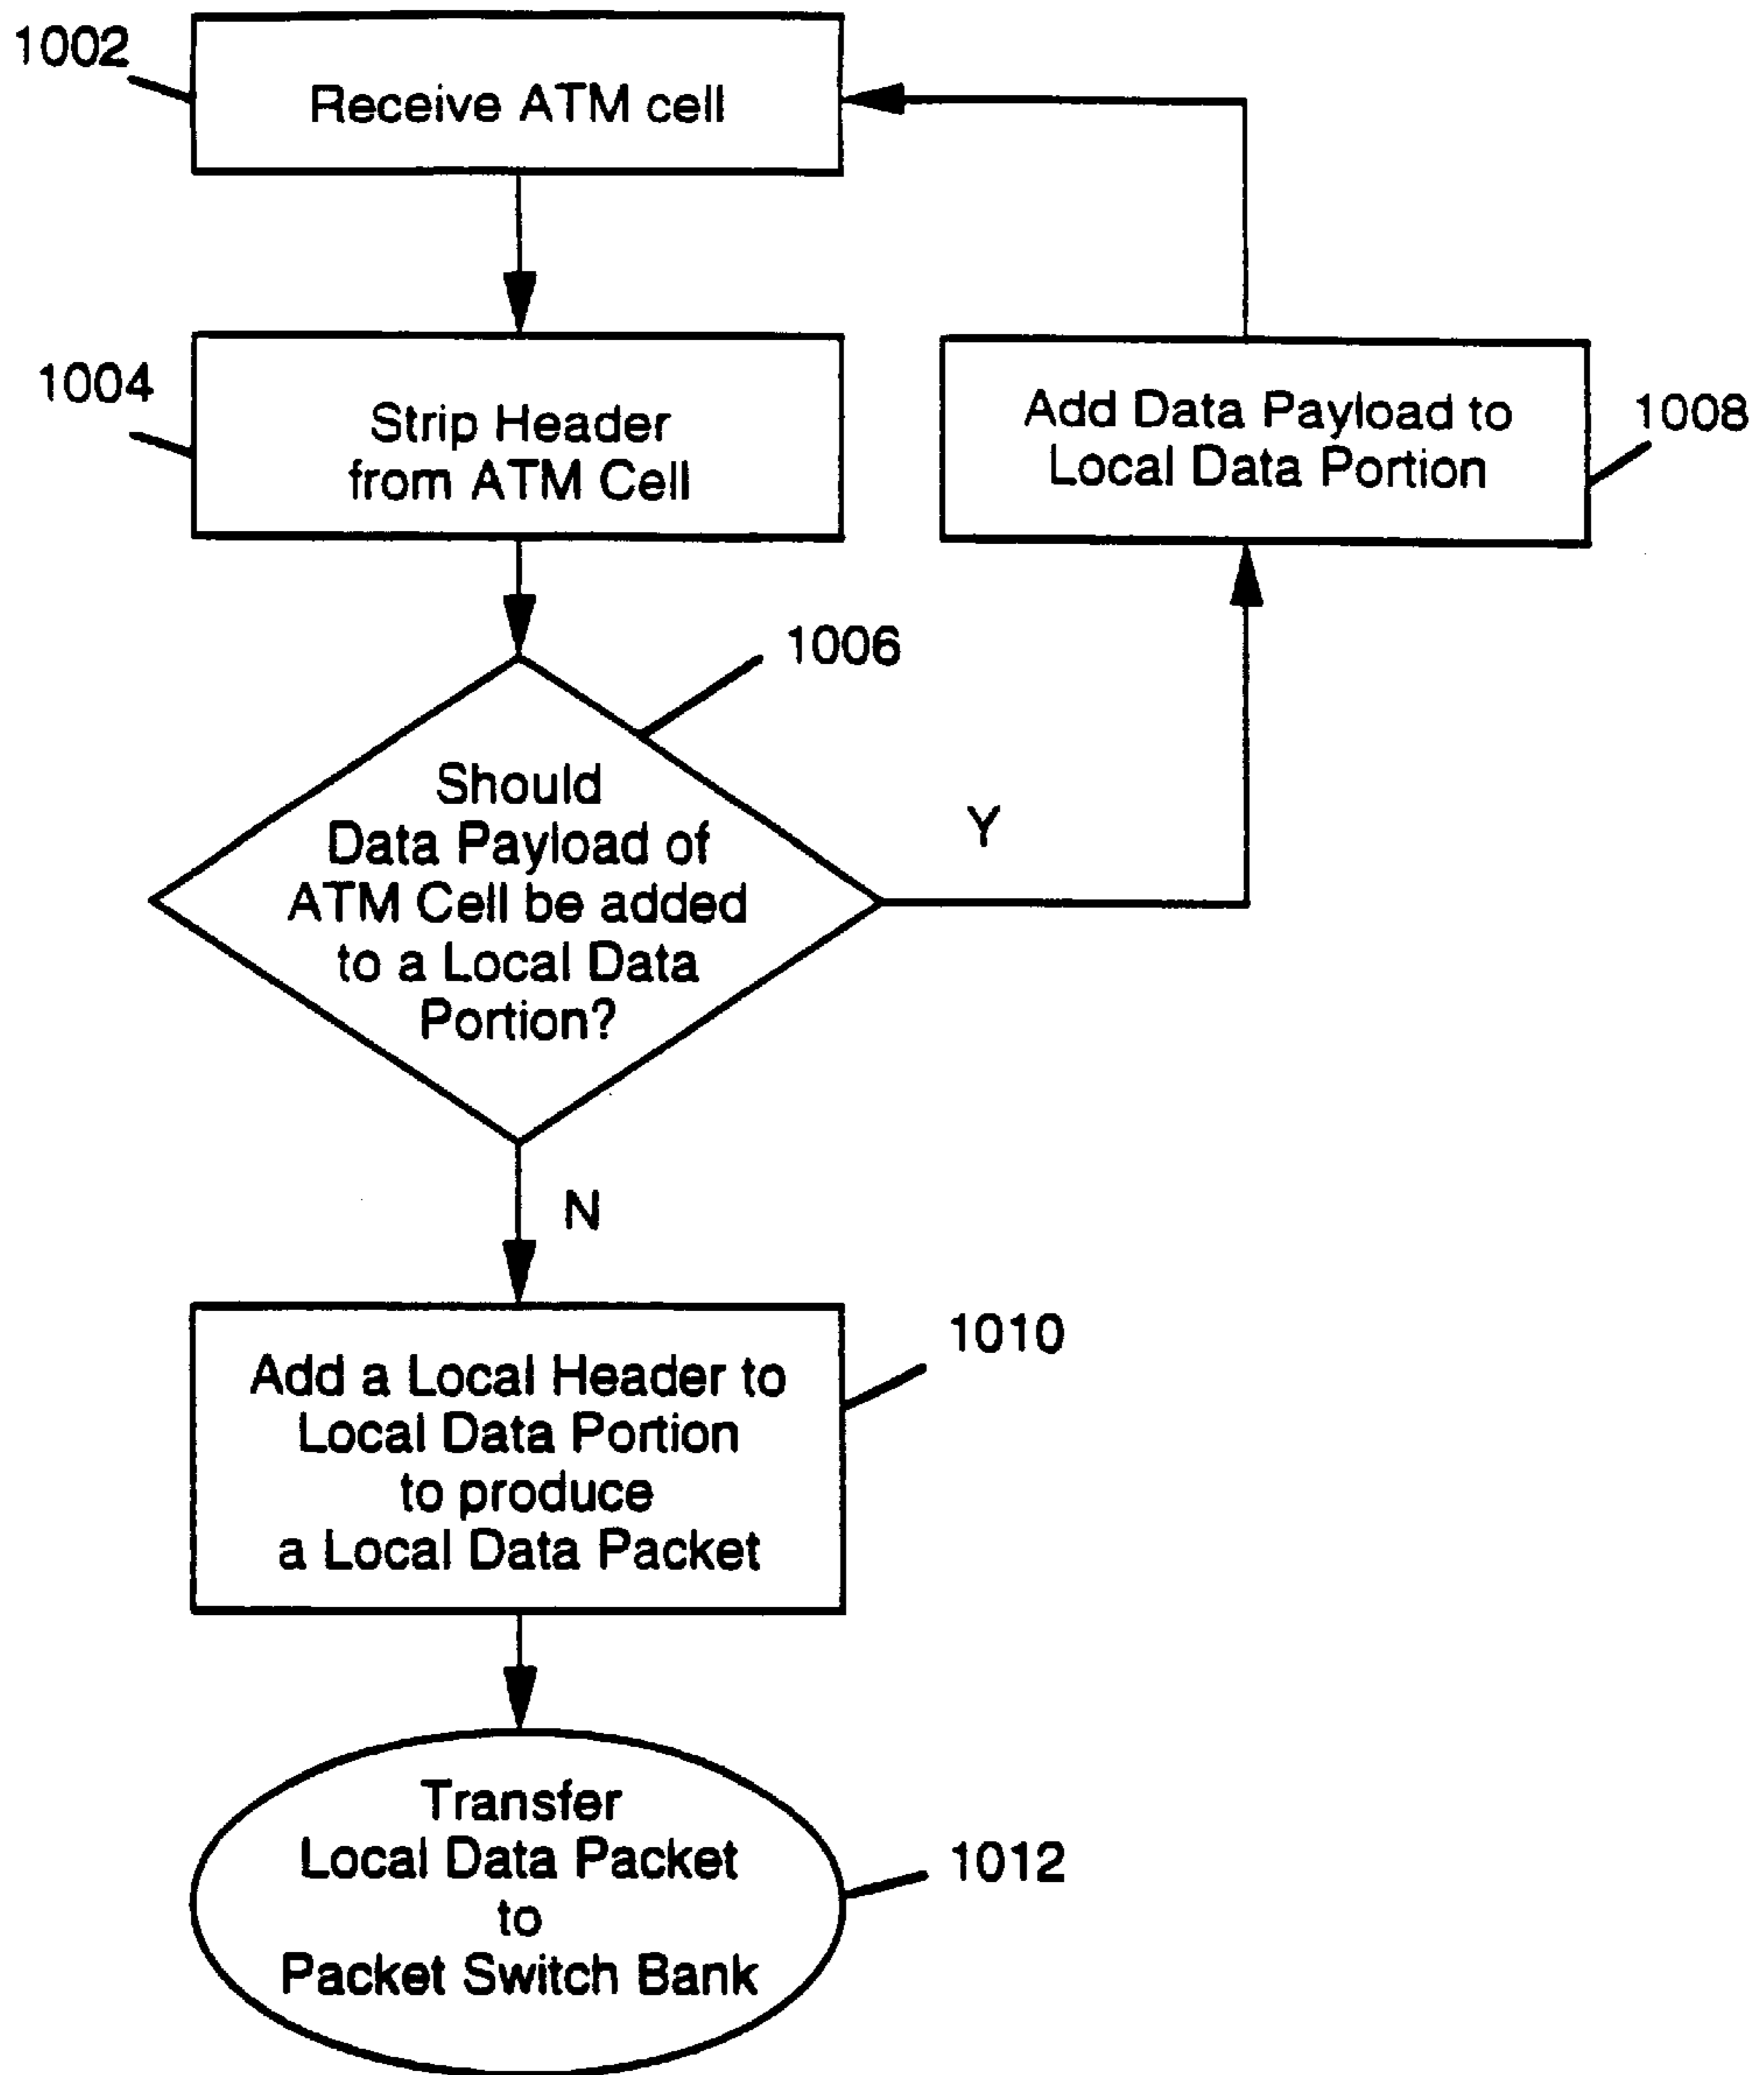 1002
Receive ATM cell
1004
Strip Header
from ATM Cell
Add Data Payload to
Local Data Portion
1008
1006
Should
Data Payload of
ATM Cell be added
to a Local Data
Portion?
Y
N
1010
Add a Local Header to
Local Data Portion
to produce
a Local Data Packet
Transfer
Local Data Packet
to
Packet Switch Bank
1012